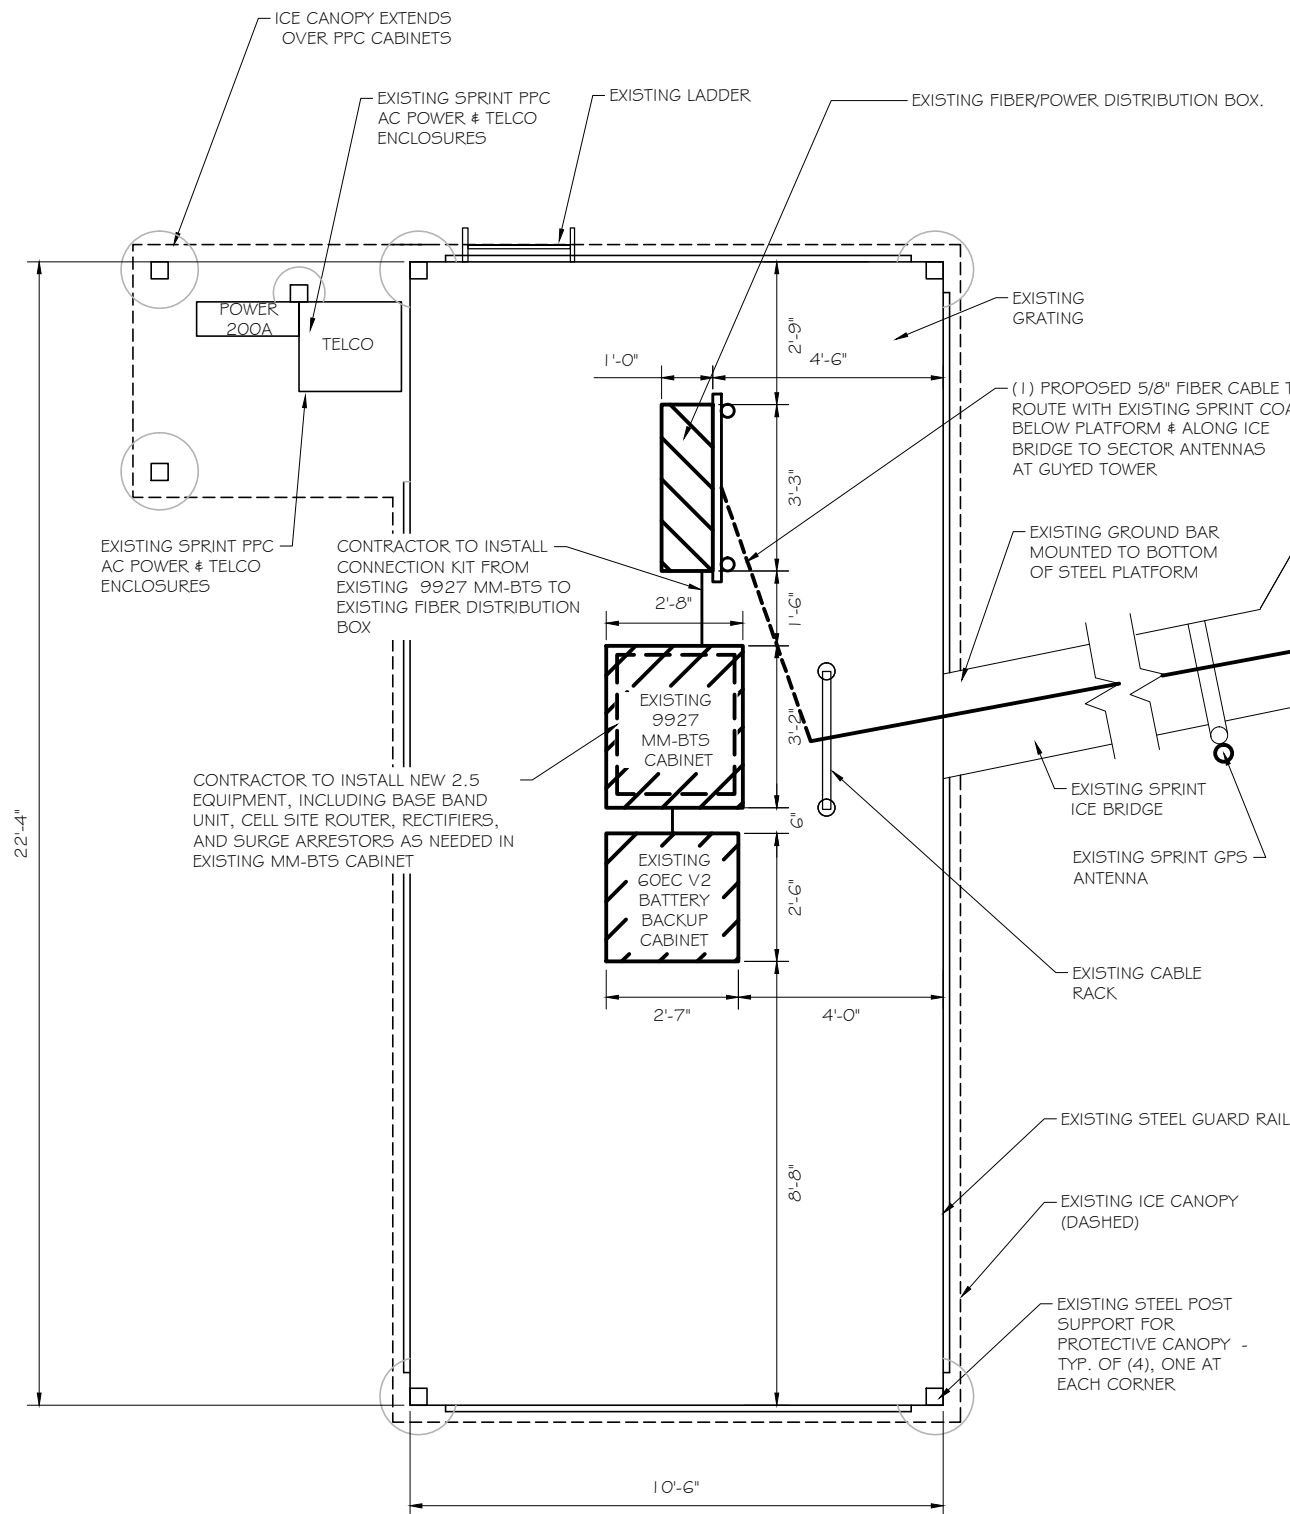 ICE CANOPY EXTENDS
OVER PPC CABINETS
EXISTING SPRINT PPC
AC POWER & TELCO
ENCLOSURES
EXISTING LADDER
EXISTING FIBER/POWER DISTRIBUTION BOX.
POWER
200A
TELCO
EXISTING
GRATING
2'-9"
1'-0"
4'-6"
(1) PROPOSED 5/8" FIBER CABLE
ROUTE WITH EXISTING SPRINT
BELOW PLATFORM & ALONG ICE
BRIDGE TO SECTOR ANTENNAS
AT GUYED TOWER
3'-3"
EXISTING SPRINT PPC
AC POWER & TELCO
ENCLOSURES
CONTRACTOR TO INSTALL
CONNECTION KIT FROM
EXISTING 9927 MM-BTS TO
EXISTING FIBER DISTRIBUTION
BOX
EXISTING GROUND BAR
MOUNTED TO BOTTOM
OF STEEL PLATFORM
2'-8"
1'-6"
EXISTING
9927
MM-BTS
CABINET
3'-2"
CONTRACTOR TO INSTALL NEW 2.5
EQUIPMENT, INCLUDING BASE BAND
UNIT, CELL SITE ROUTER, RECTIFIERS,
AND SURGE ARRESTORS AS NEEDED IN
EXISTING MM-BTS CABINET
EXISTING SPRINT
ICE BRIDGE
22'-4"
6"
EXISTING SPRINT GPS
ANTENNA
EXISTING
60EC V2
BATTERY
BACKUP
CABINET
2'-6"
EXISTING CABLE
RACK
2'-7"
4'-0"
EXISTING STEEL GUARD RAIL
8'-8"
EXISTING ICE CANOPY
(DASHED)
EXISTING STEEL POST
SUPPORT FOR
PROTECTIVE CANOPY -
TYP. OF (4), ONE AT
EACH CORNER
10'-6"